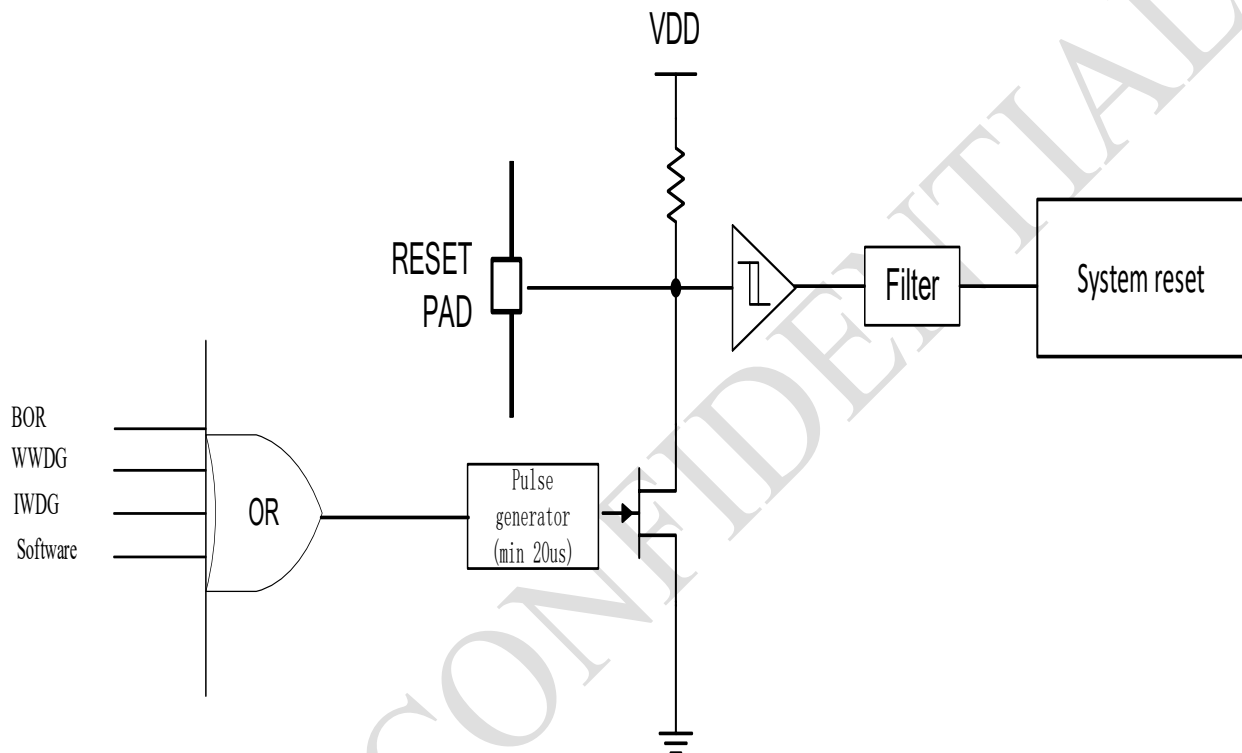 VDD
RESET
PAD
Filter
System reset
BOR
WWDG
IWDG
Software
OR
Pulse
generator
(min 20us)
CONFIDENTIAL